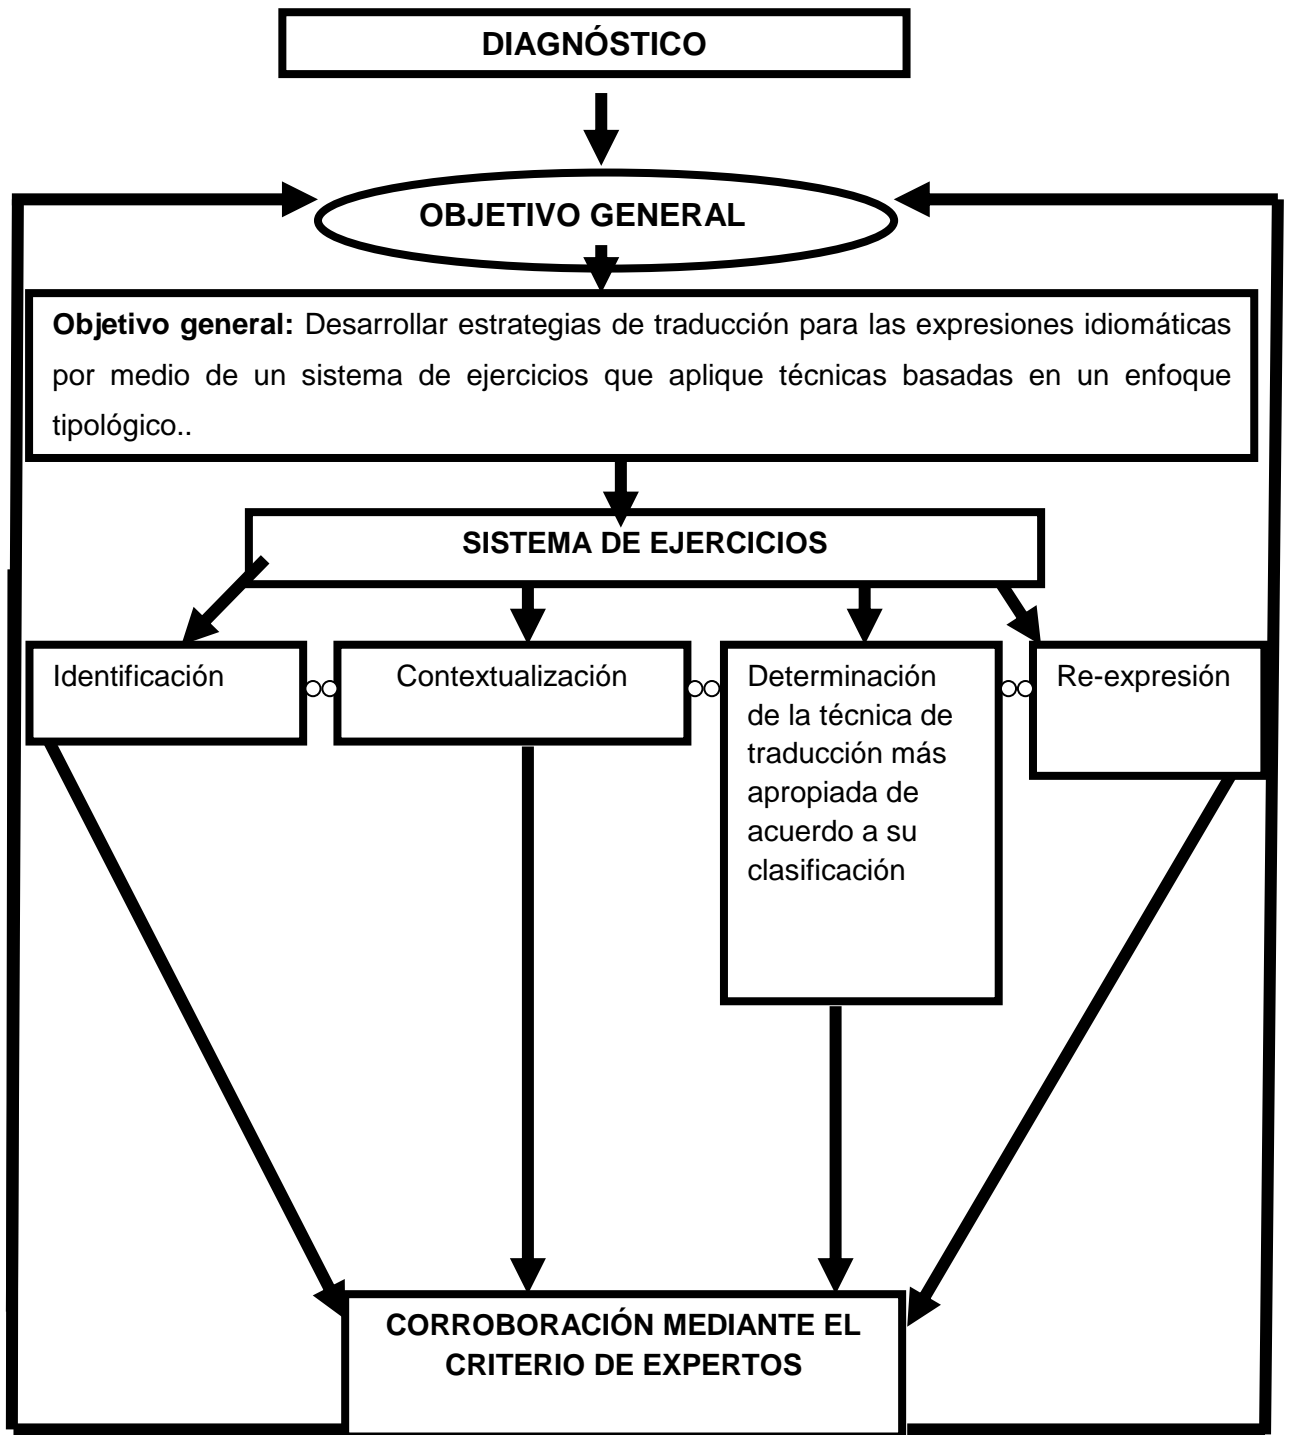 DIAGNÓSTICO
OBJETIVO GENERAL
Objetivo general: Desarrollar estrategias de traducción para las expresiones idiomáticas
por medio de un sistema de ejercicios que aplique técnicas basadas en un enfoque
tipológico..
SISTEMA DE EJERCICIOS
Identificación
Contextualización
Determinación
de la técnica de
traducción más
apropiada de
acuerdo a su
clasificación
Re-expresión
CORROBORACIÓN MEDIANTE EL
CRITERIO DE EXPERTOS